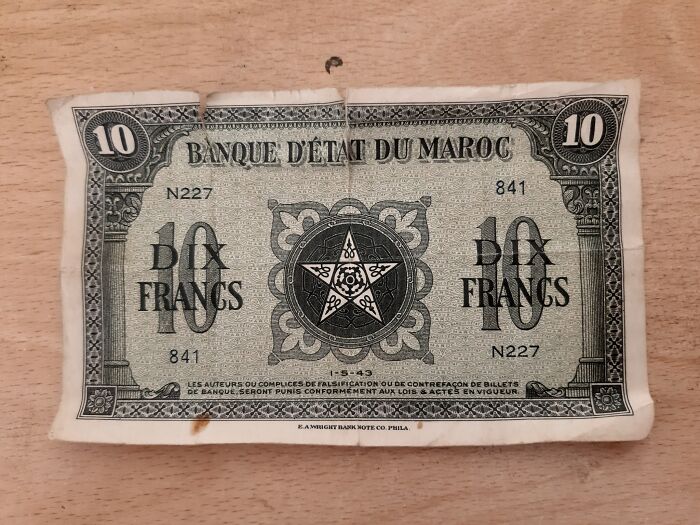 10 10
BANQUE D'ÉTAT DU MAROC
N227 841
10 10
DIX DIX
FRANCS FRANCS
841 N227
1-5-43
LES AUTEURS OU COMPLICES DE FALSIFICATION OU DE CONTREFAÇON DE BILLETS
DE BANQUE, SERONT PUNIS CONFORMÉMENT AUX LOIS & ACTES EN VIGUEUR.
E.A.WRIGHT BANK NOTE CO. PHILA.